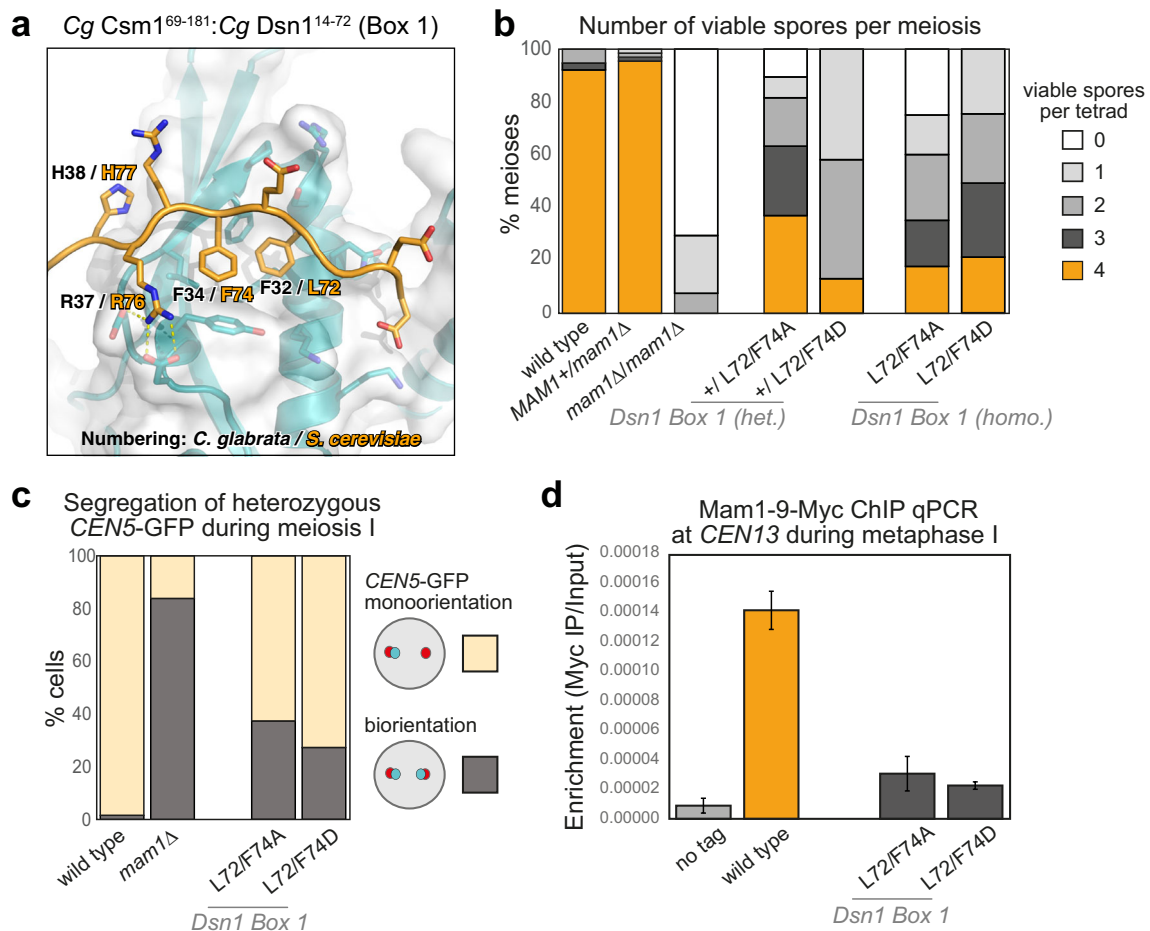 a
Cg Csm1⁶⁹⁻¹⁸¹:Cg Dsn1¹⁴⁻⁷² (Box 1)
H38 / H77
R37 / R76
F34 / F74
F32 / L72
Numbering: C. glabrata / S. cerevisiae
b
Number of viable spores per meiosis
% meioses
100
80
60
40
20
0
wild type
MAM1+/mam1Δ
mam1Δ/mam1Δ
+/ L72/F74A
+/ L72/F74D
L72/F74A
L72/F74D
Dsn1 Box 1 (het.)
Dsn1 Box 1 (homo.)
viable spores
per tetrad
0
1
2
3
4
c
Segregation of heterozygous
CEN5-GFP during meiosis I
% cells
100
80
60
40
20
0
wild type
mam1Δ
L72/F74A
L72/F74D
Dsn1 Box 1
CEN5-GFP
monoorientation
biorientation
d
Mam1-9-Myc ChIP qPCR
at CEN13 during metaphase I
Enrichment (Myc IP/Input)
0.00018
0.00016
0.00014
0.00012
0.00010
0.00008
0.00006
0.00004
0.00002
0.00000
no tag
wild type
L72/F74A
L72/F74D
Dsn1 Box 1